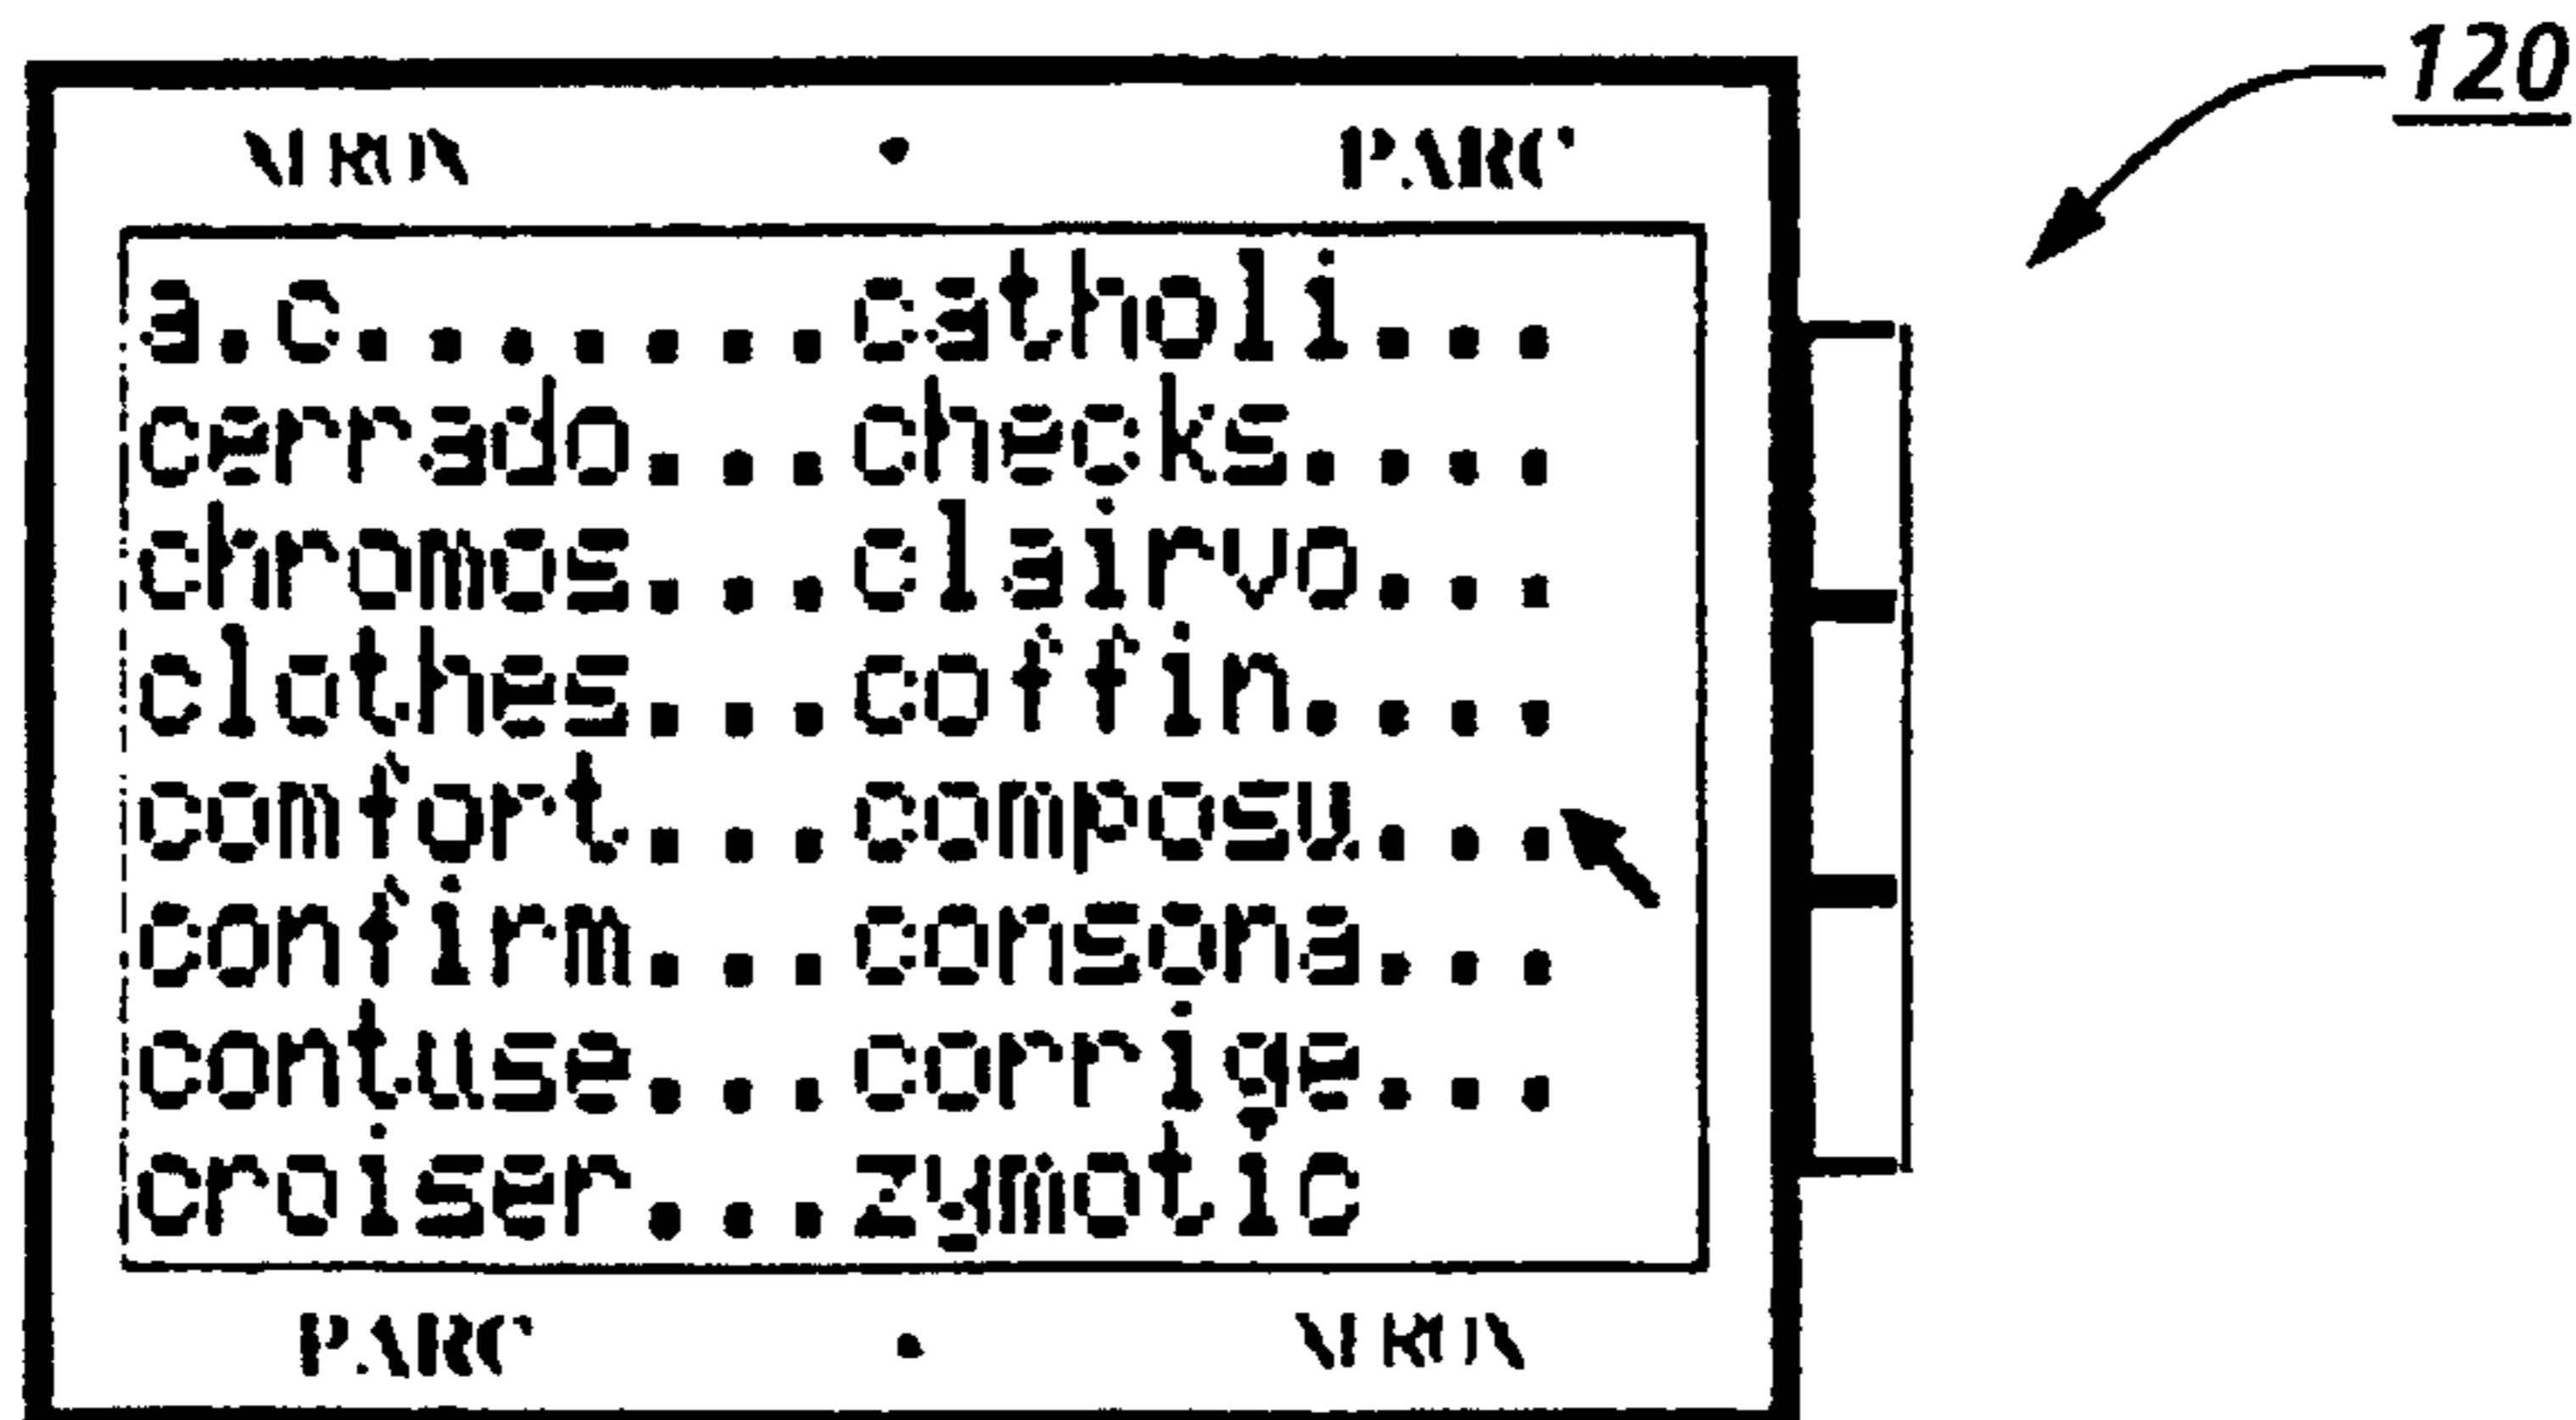 120
XEROX • PARC
a.c.......catholi...
cerrado...checks....
chromos...clairvo...
clothes...coffin....
comfort...composu...
confirm...consona...
contuse...corrige...
croiser...zymotic
PARC • XEROX